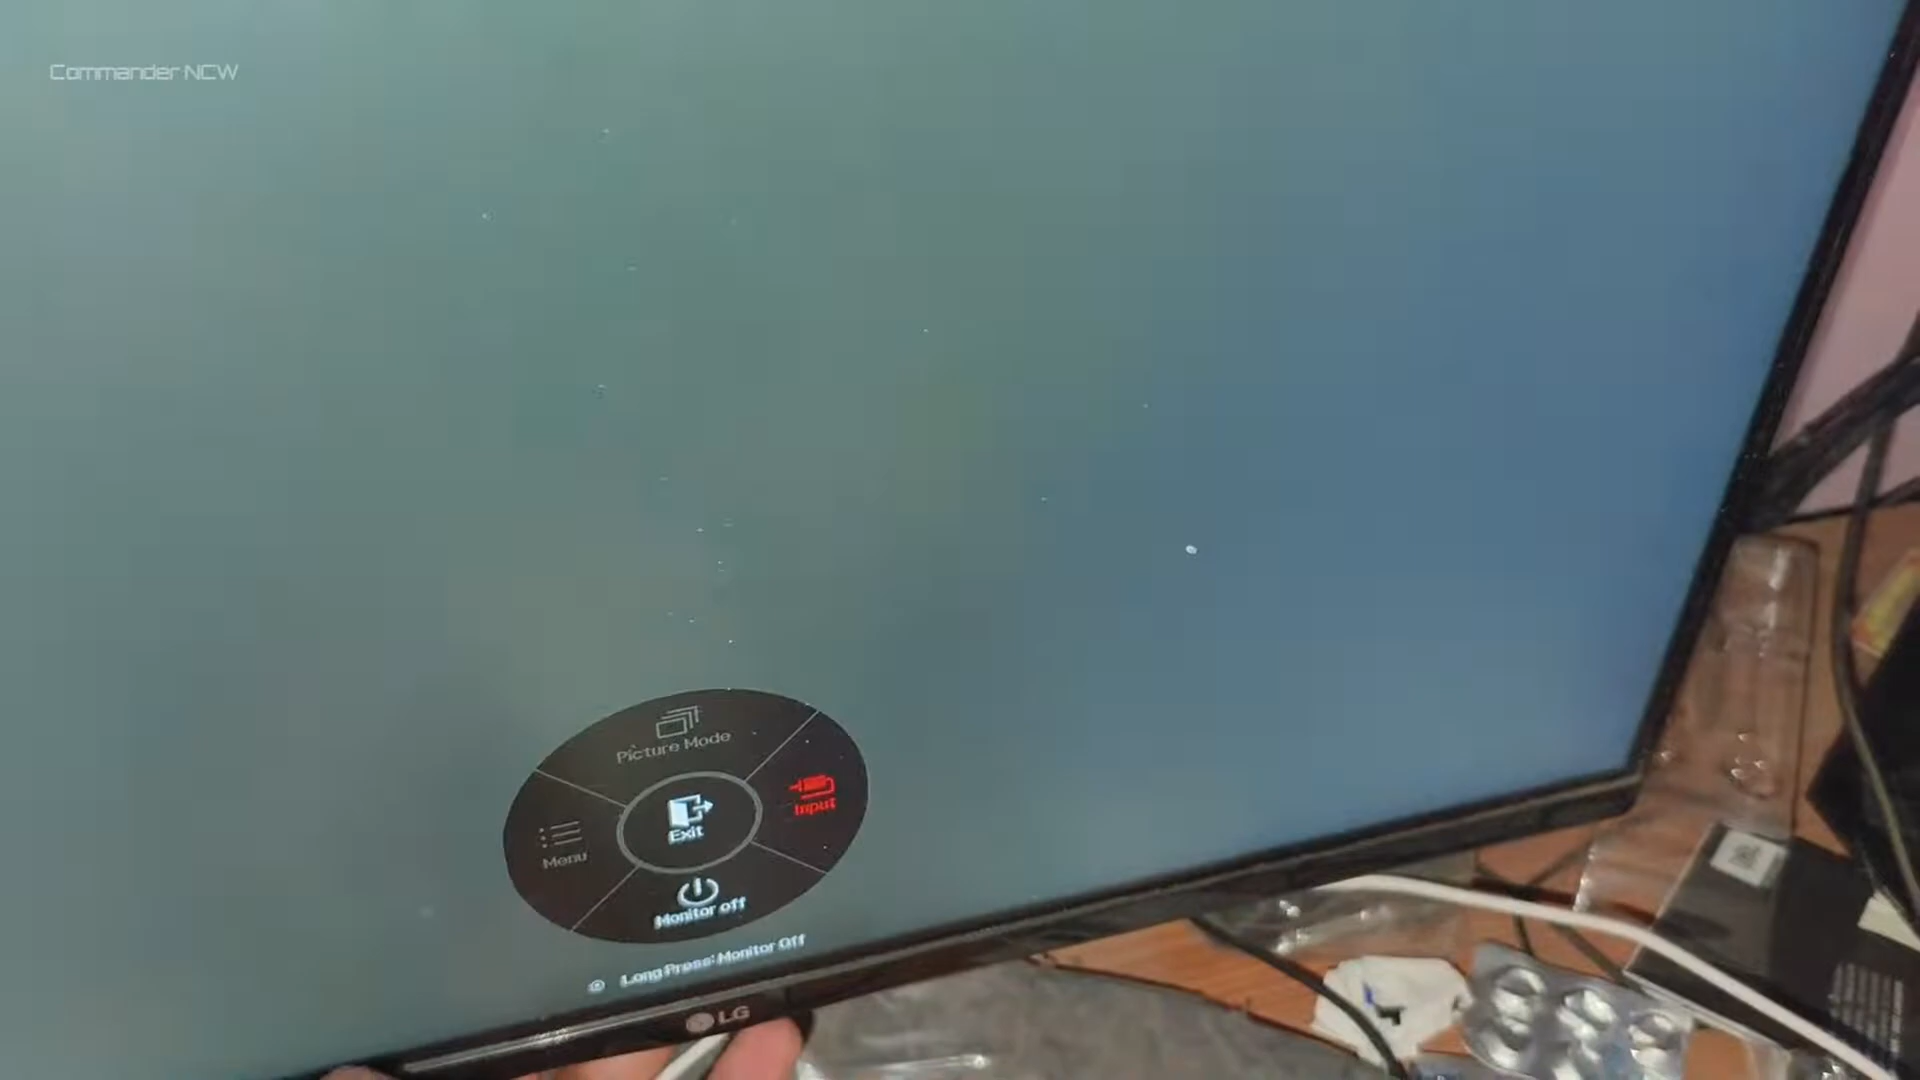 Commander NCW
Picture Mode
Input
Exit
Menu
Monitor off
Long Press: Monitor Off
LG